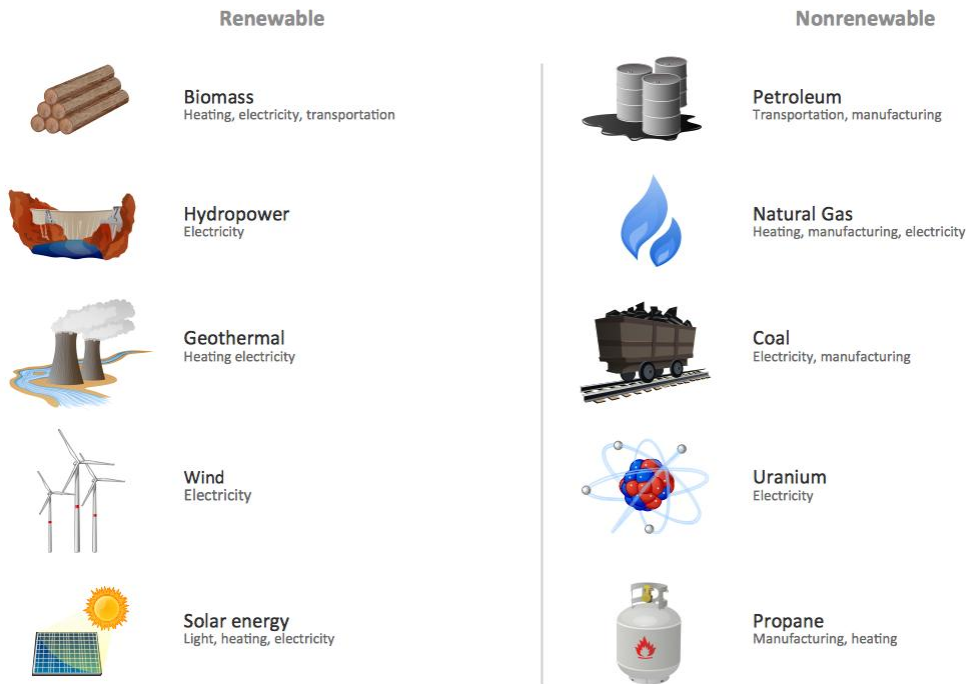 Renewable
Nonrenewable
Biomass
Heating, electricity, transportation
Petroleum
Transportation, manufacturing
Hydropower
Electricity
Natural Gas
Heating, manufacturing, electricity
Geothermal
Heating electricity
Coal
Electricity, manufacturing
Wind
Electricity
Uranium
Electricity
Solar energy
Light, heating, electricity
Propane
Manufacturing, heating